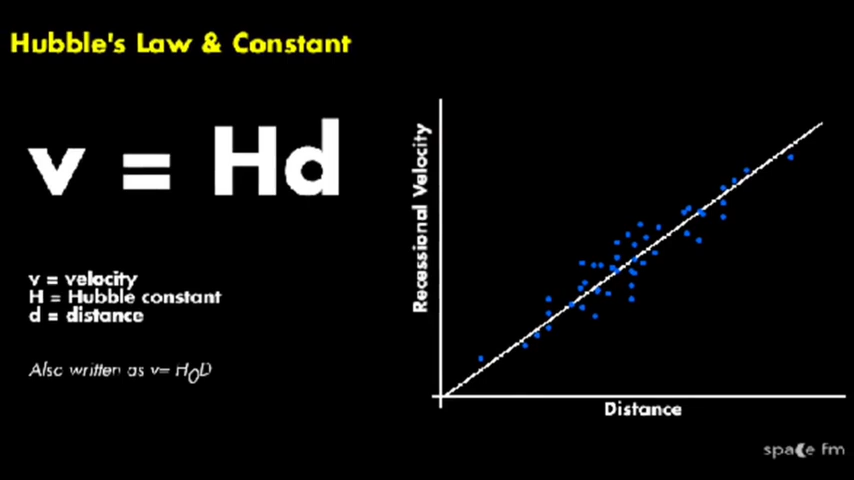 Hubble's Law & Constant
v = Hd
v = velocity
H = Hubble constant
d = distance
Also written as v= H₀D
Recessional Velocity
Distance
space fm